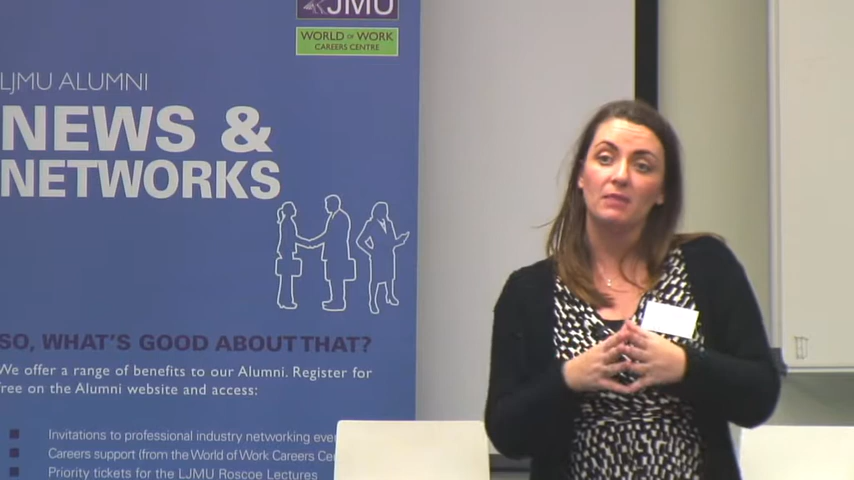 JMU
WORLD OF WORK
CAREERS CENTRE
LJMU ALUMNI
NEWS &
NETWORKS
SO, WHAT'S GOOD ABOUT THAT?
We offer a range of benefits to our Alumni. Register for
free on the Alumni website and access:
Invitations to professional industry networking
Careers support (from the World of Work Careers
Priority tickets for the LJMU Roscoe Lectures